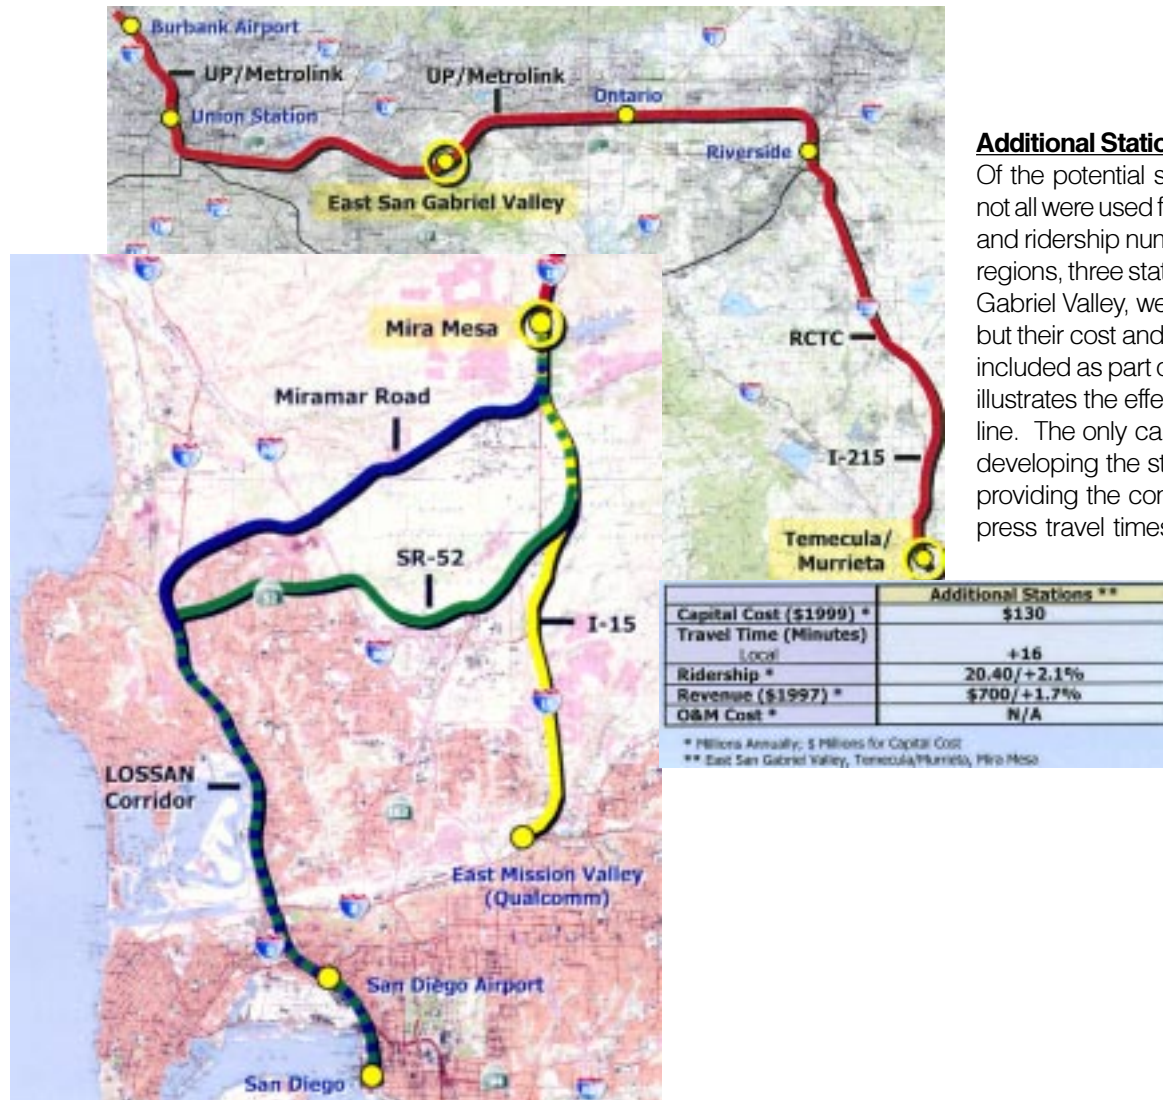 Burbank Airport
UP/Metrolink
UP/Metrolink
Ontario
Union Station
Riverside
East San Gabriel Valley
RCTC
I-215
Temecula/
Murrieta
Mira Mesa
Miramar Road
SR-52
I-15
LOSSAN
Corridor
East Mission Valley
(Qualcomm)
San Diego Airport
San Diego
Additional Statio
Of the potential s
not all were used f
and ridership num
regions, three stat
Gabriel Valley, we
but their cost and
included as part o
illustrates the effe
line. The only ca
developing the st
providing the con
press travel times
Additional Stations **
Capital Cost ($1999) * $130
Travel Time (Minutes)
Local +16
Ridership * 20.40/+2.1%
Revenue ($1997) * $700/+1.7%
O&M Cost * N/A
* Millions Annually; $ Millions for Capital Cost
** East San Gabriel Valley, Temecula/Murrieta, Mira Mesa